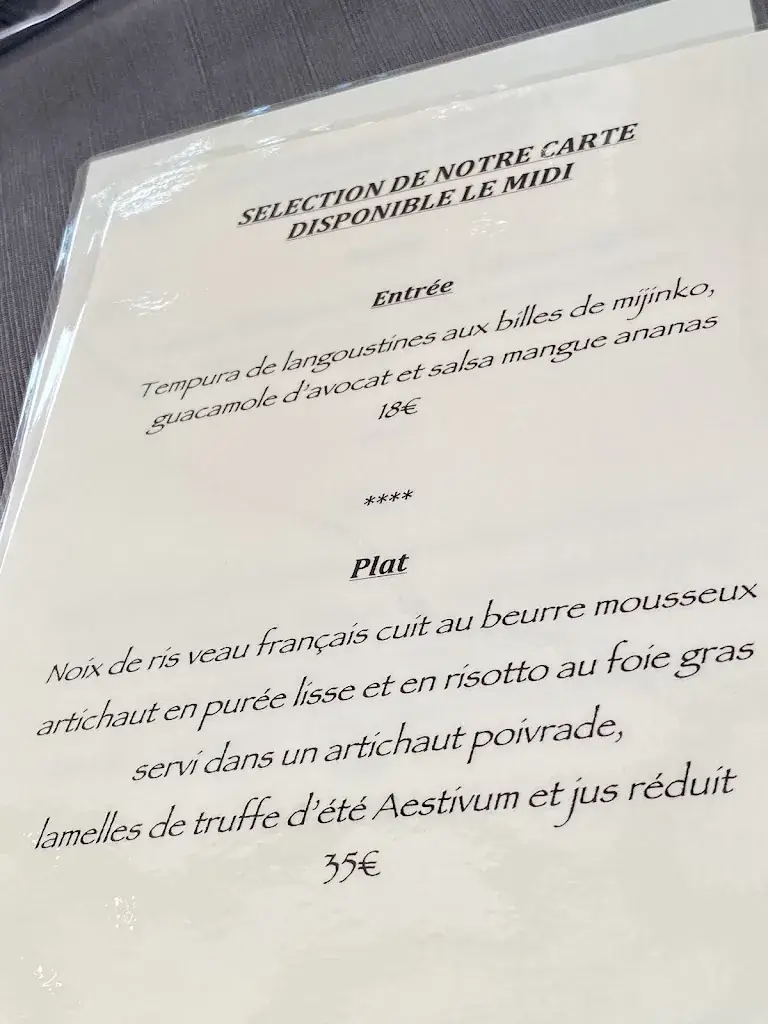 SELECTION DE NOTRE CARTE
DISPONIBLE LE MIDI
Entrée
Tempura de langoustines aux billes de mijinko,
guacamole d'avocat et salsa mangue ananas
18€
****
Plat
Noix de ris veau français cuit au beurre mousseux
artichaut en purée lisse et en risotto au foie gras
servi dans un artichaut poivrade,
lamelles de truffe d'été Aestivum et jus réduit
35€